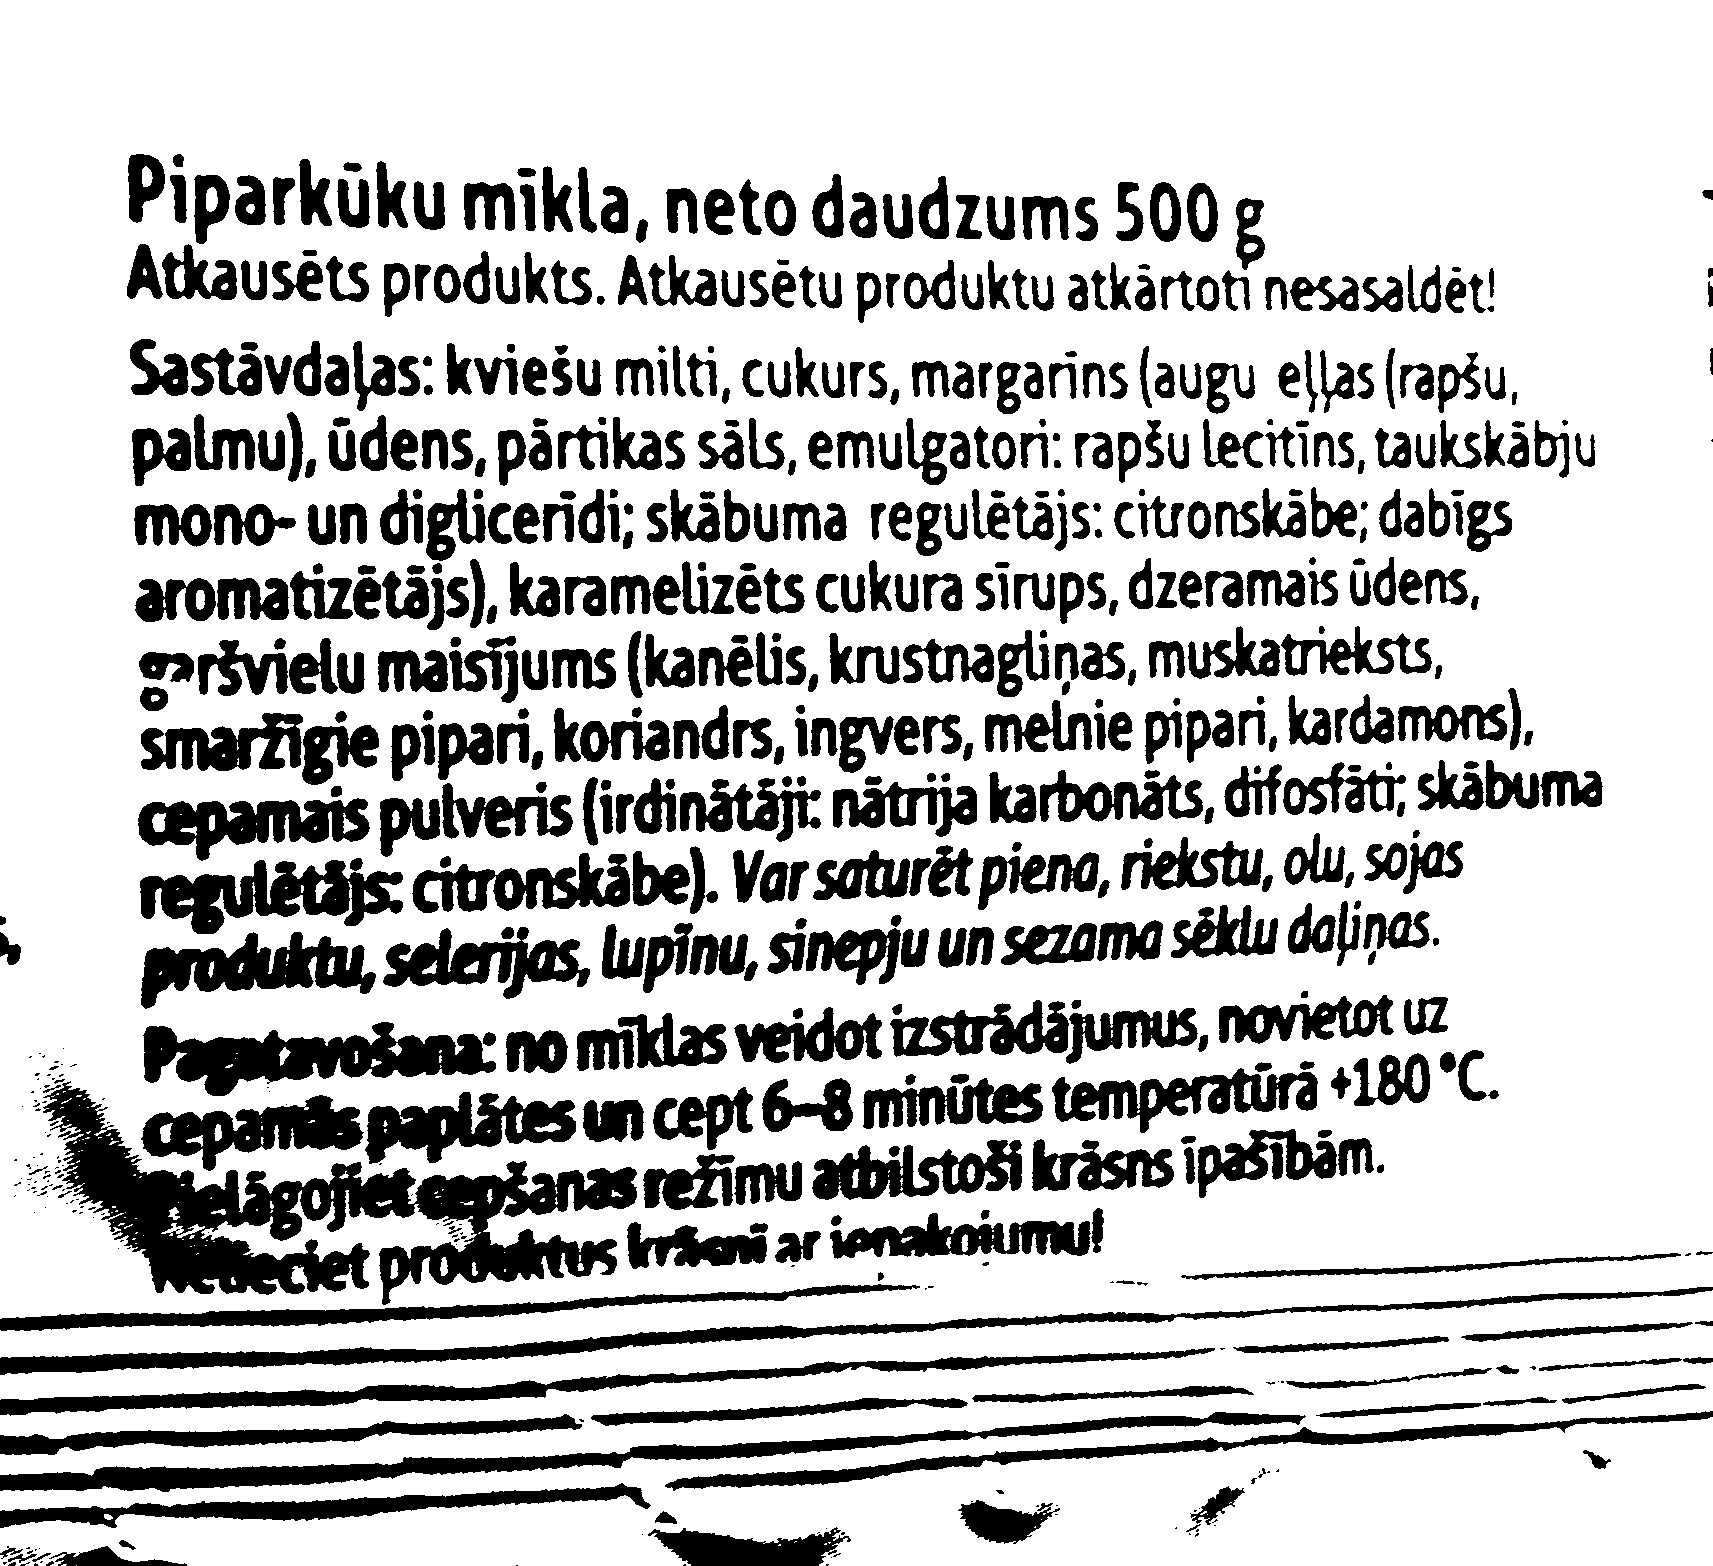 Piparkūku mīkla, neto daudzums 500 g
Atkausēts produkts. Atkausētu produktu atkārtoti nesasaldēt!
Sastāvdaļas: kviešu milti, cukurs, margarīns (augu eļļas (rapšu,
palmu), ūdens, pārtikas sāls, emulgatori: rapšu lecitīns, taukskābju
mono- un diglicerīdi; skābuma regulētājs: citronskābe; dabīgs
aromatizētājs), karamelizēts cukura sīrups, dzeramais ūdens,
garšvielu maisījums (kanēlis, krustnagliņas, muskatrieksts,
smaržīgie pipari, koriandrs, ingvers, melnie pipari, kardamons),
cepamais pulveris (irdinātāji: nātrija karbonāts, difosfāti; skābuma
regulētājs: citronskābe). Var saturēt piena, riekstu, olu, sojas
produktu, selerijas, lupīnu, sinepju un sezama sēklu daļiņas.
Pagatavošana: no mīklas veidot izstrādājumus, novietot uz
cepamās paplātes un cept 6–8 minūtes temperatūrā +180 °C.
Pielāgojiet cepšanas režīmu atbilstoši krāsns īpašībām.
Nelieciet produktus krāsnī ar iepakojumu!